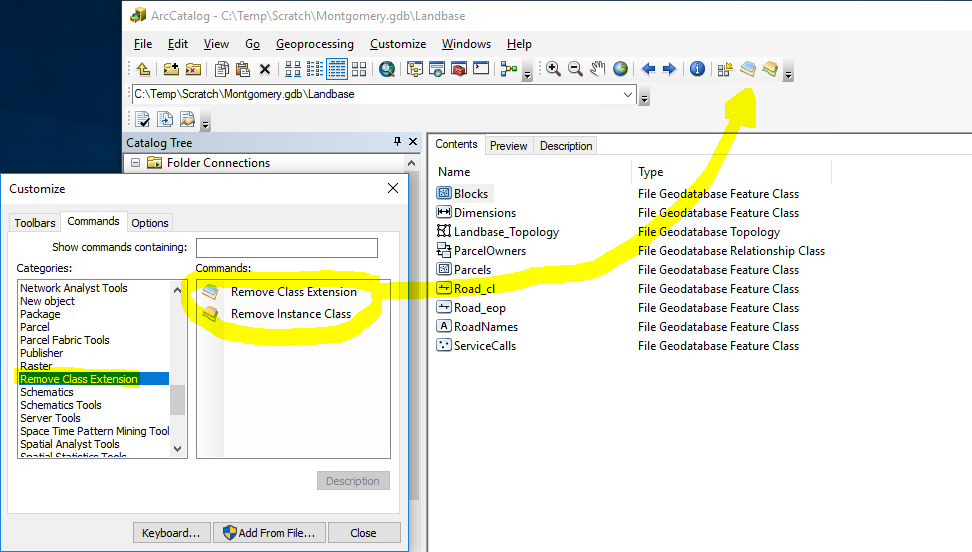 ArcCatalog - C:\Temp\Scratch\Montgomery.gdb\Landbase
File Edit View Go Geoprocessing Customize Windows Help
C:\Temp\Scratch\Montgomery.gdb\Landbase
Catalog Tree
Folder Connections
Contents Preview Description
Name Type
Blocks File Geodatabase Feature Class
Dimensions File Geodatabase Feature Class
Landbase_Topology File Geodatabase Topology
ParcelOwners File Geodatabase Relationship Class
Parcels File Geodatabase Feature Class
Road_cl File Geodatabase Feature Class
Road_eop File Geodatabase Feature Class
A RoadNames File Geodatabase Feature Class
ServiceCalls File Geodatabase Feature Class
Customize
Toolbars Commands Options
Show commands containing:
Categories:
Network Analyst Tools
New object
Package
Parcel
Parcel Fabric Tools
Publisher
Raster
Remove Class Extension
Schematics
Schematics Tools
Server Tools
Space Time Pattern Mining Tool
Spatial Analyst Tools
Spatial Statistics Tools
Commands:
Remove Class Extension
Remove Instance Class
Description
Keyboard... Add From File... Close